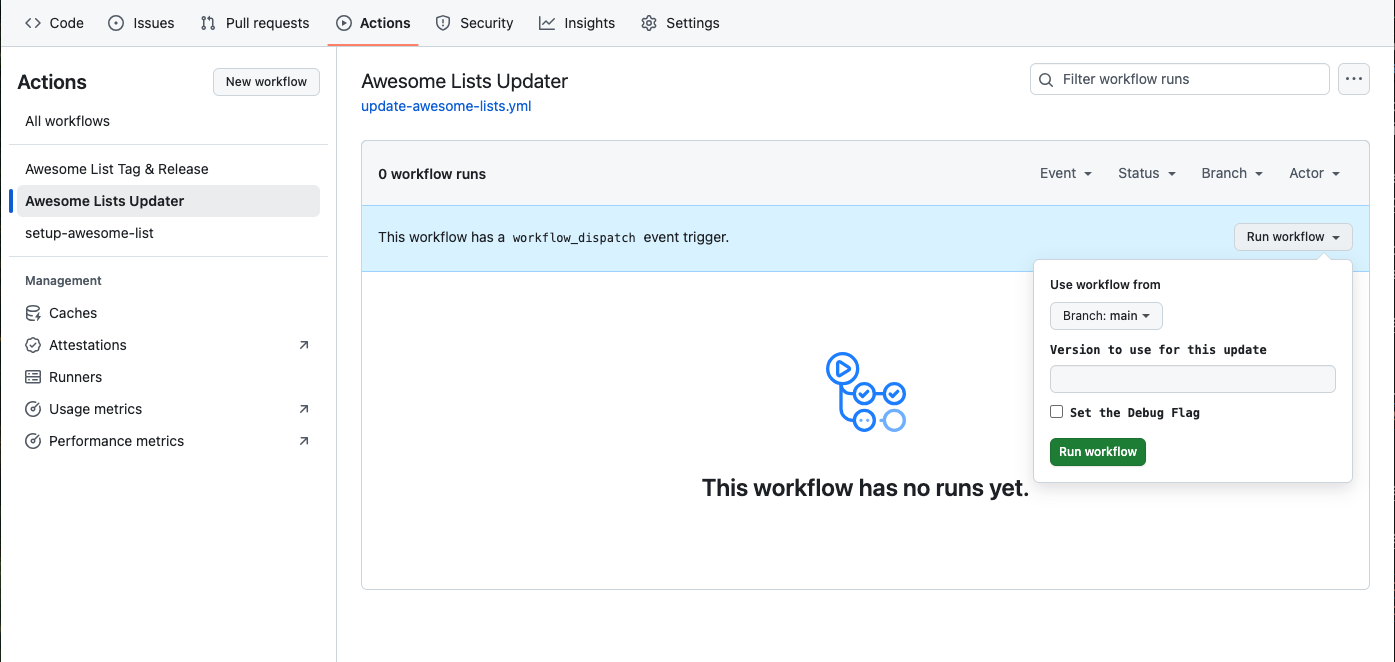 Code Issues Pull requests Actions Security Insights Settings
Actions
New workflow
All workflows
Awesome List Tag & Release
Awesome Lists Updater
setup-awesome-list
Management
Caches
Attestations
Runners
Usage metrics
Performance metrics
Awesome Lists Updater
update-awesome-lists.yml
Filter workflow runs
0 workflow runs
Event Status Branch Actor
This workflow has a workflow_dispatch event trigger.
Run workflow
Use workflow from
Branch: main
Version to use for this update
Set the Debug Flag
Run workflow
This workflow has no runs yet.